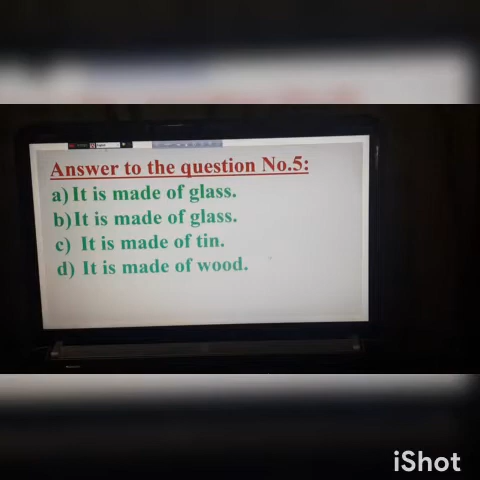 Answer to the question No.5:
a) It is made of glass.
b) It is made of glass.
c) It is made of tin.
d) It is made of wood.
iShot